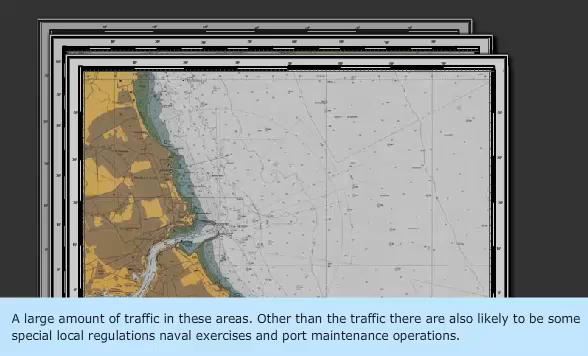 A large amount of traffic in these areas. Other than the traffic there are also likely to be some
special local regulations naval exercises and port maintenance operations.